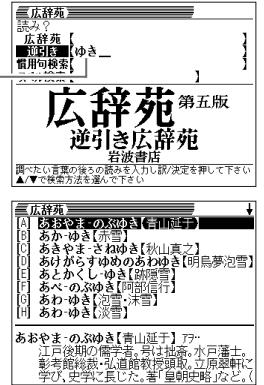 広辞苑
読み?
広辞苑【 】
逆引き【ゆき 】
慣用句検索【 】
】
広辞苑第五版
逆引き広辞苑
岩波書店
調べたい言葉の後ろの読みを入力し訳/決定を押して下さい
▲/▼で検索方法を選んで下さい
広辞苑 ↓
[A] あおやま‐のぶゆき【青山延于】
[B] あか‐ゆき【赤雪】
[C] あきやま‐さねゆき【秋山真之】
[D] あけがらすゆめのあわゆき【明烏夢泡雪】
[E] あとかくし‐ゆき【跡隠雪】
[F] あべ‐のぶゆき【阿部信行】
[G] あわ‐ゆき【泡雪・沫雪】
[H] あわ‐ゆき【淡雪】
あおやま‐のぶゆき【青山延于】アヲ‥
江戸後期の儒学者。号は拙斎。水戸藩士。
彰考館総裁・弘道館教授頭取。立原翠軒に
学び、史学に長じた。著「皇朝史略」など。(